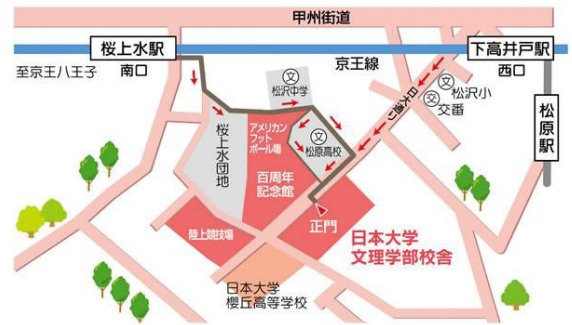 甲州街道
桜上水駅
南口
至京王八王子
京王線
下高井戸駅
西口
文
松沢中学
日大通り
文
松沢小
交
交番
松原駅
アメリカン
フット
ボール場
文
松原高校
桜上水団地
百周年
記念館
正門
陸上競技場
日本大学
文理学部校舎
日本大学
櫻丘高等学校